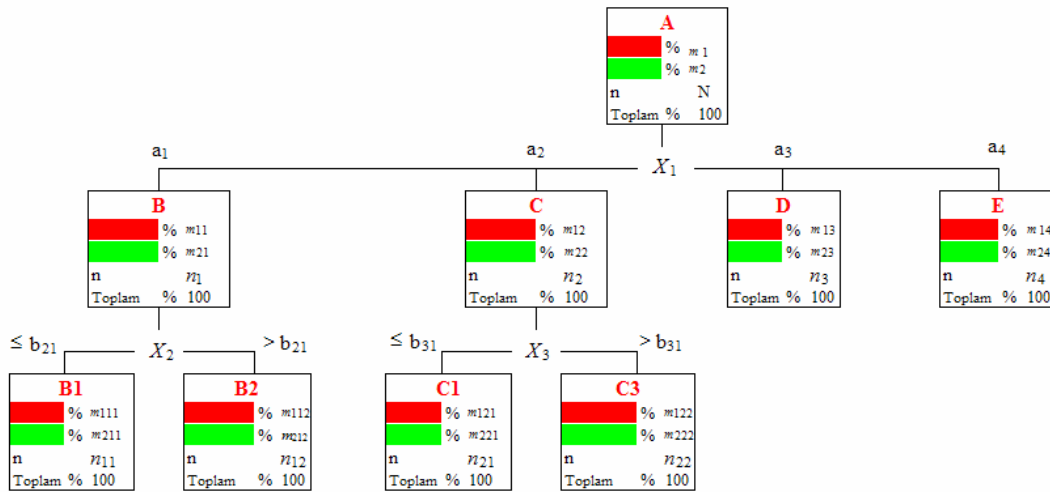 A
% m1
% m2
n N
Toplam % 100
a1 a2 a3 a4
X1
B
% m11
% m21
n n1
Toplam % 100
C
% m12
% m22
n n2
Toplam % 100
D
% m13
% m23
n n3
Toplam % 100
E
% m14
% m24
n n4
Toplam % 100
≤ b21 X2 > b21
≤ b31 X3 > b31
B1
% m111
% m211
n n11
Toplam % 100
B2
% m112
% m212
n n12
Toplam % 100
C1
% m121
% m221
n n21
Toplam % 100
C3
% m122
% m222
n n22
Toplam % 100